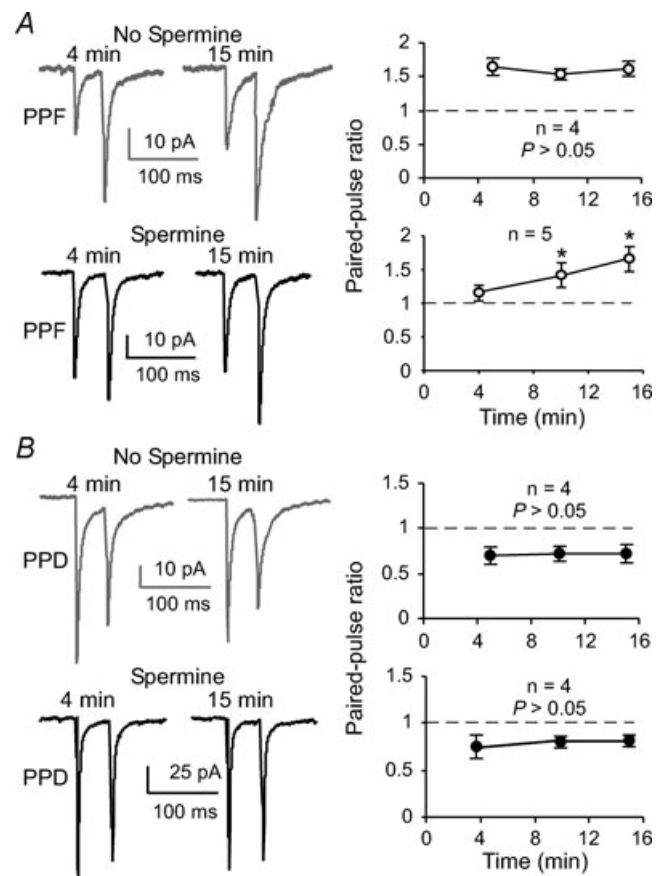 A
No Spermine
4 min 15 min
PPF
10 pA
100 ms
Spermine
4 min 15 min
PPF
10 pA
100 ms
Paired-pulse ratio
2
1.5
1
0.5
0
n = 4
P > 0.05
0 4 8 12 16
2
1.5
1
0.5
0
n = 5
*
*
0 4 8 12 16
Time (min)
B
No Spermine
4 min 15 min
PPD
10 pA
100 ms
Spermine
4 min 15 min
PPD
25 pA
100 ms
Paired-pulse ratio
1.5
1
0.5
0
n = 4
P > 0.05
0 4 8 12 16
1.5
1
0.5
0
n = 4
P > 0.05
0 4 8 12 16
Time (min)